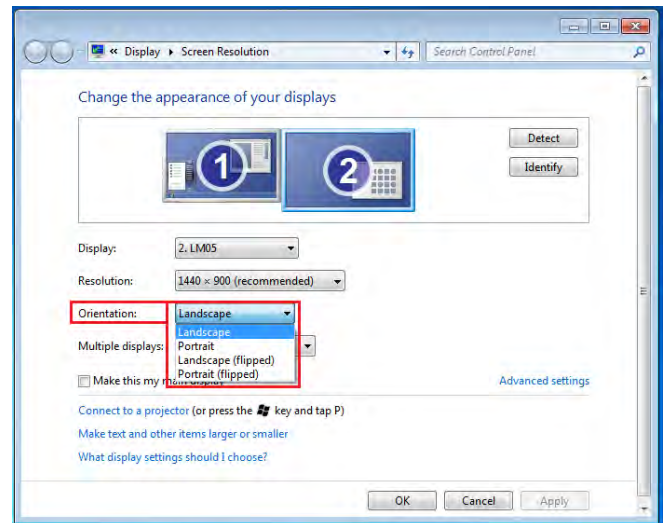 « Display ▸ Screen Resolution
Search Control Panel
Change the appearance of your displays
1
2
Detect
Identify
Display: 2. LM05
Resolution: 1440 × 900 (recommended)
Orientation: Landscape
Landscape
Portrait
Multiple displays:
Landscape (flipped)
Portrait (flipped)
Make this my main display
Advanced settings
Connect to a projector (or press the key and tap P)
Make text and other items larger or smaller
What display settings should I choose?
OK Cancel Apply